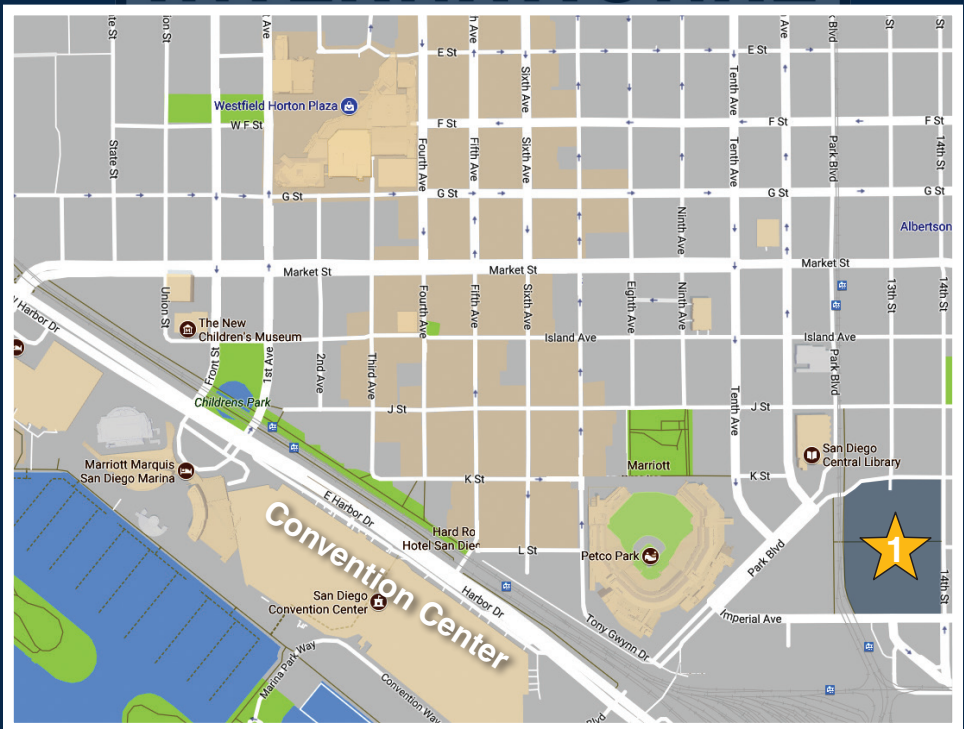 E St
E St
Westfield Horton Plaza
W F St
F St
F St
F St
State St
Fourth Ave
Fifth Ave
Sixth Ave
Sixth Ave
Tenth Ave
Tenth Ave
Park Blvd
14th St
G St
G St
G St
G St
Ninth Ave
Albertson
Market St
Market St
Market St
Union St
Harbor Dr
The New
Children's Museum
Front St
1st Ave
2nd Ave
Third Ave
Fourth Ave
Fifth Ave
Sixth Ave
Eighth Ave
Ninth Ave
13th St
14th St
Island Ave
Island Ave
Park Blvd
Childrens Park
J St
J St
Tenth Ave
Marriott Marquis
San Diego Marina
Marriott
San Diego
Central Library
K St
K St
E Harbor Dr
Convention Center
Hard Ro
Hotel San Die
L St
Petco Park
Park Blvd
1
14th St
San Diego
Convention Center
Harbor Dr
Tony Gwynn Dr
Imperial Ave
Marina Park Way
Convention Way
Blvd